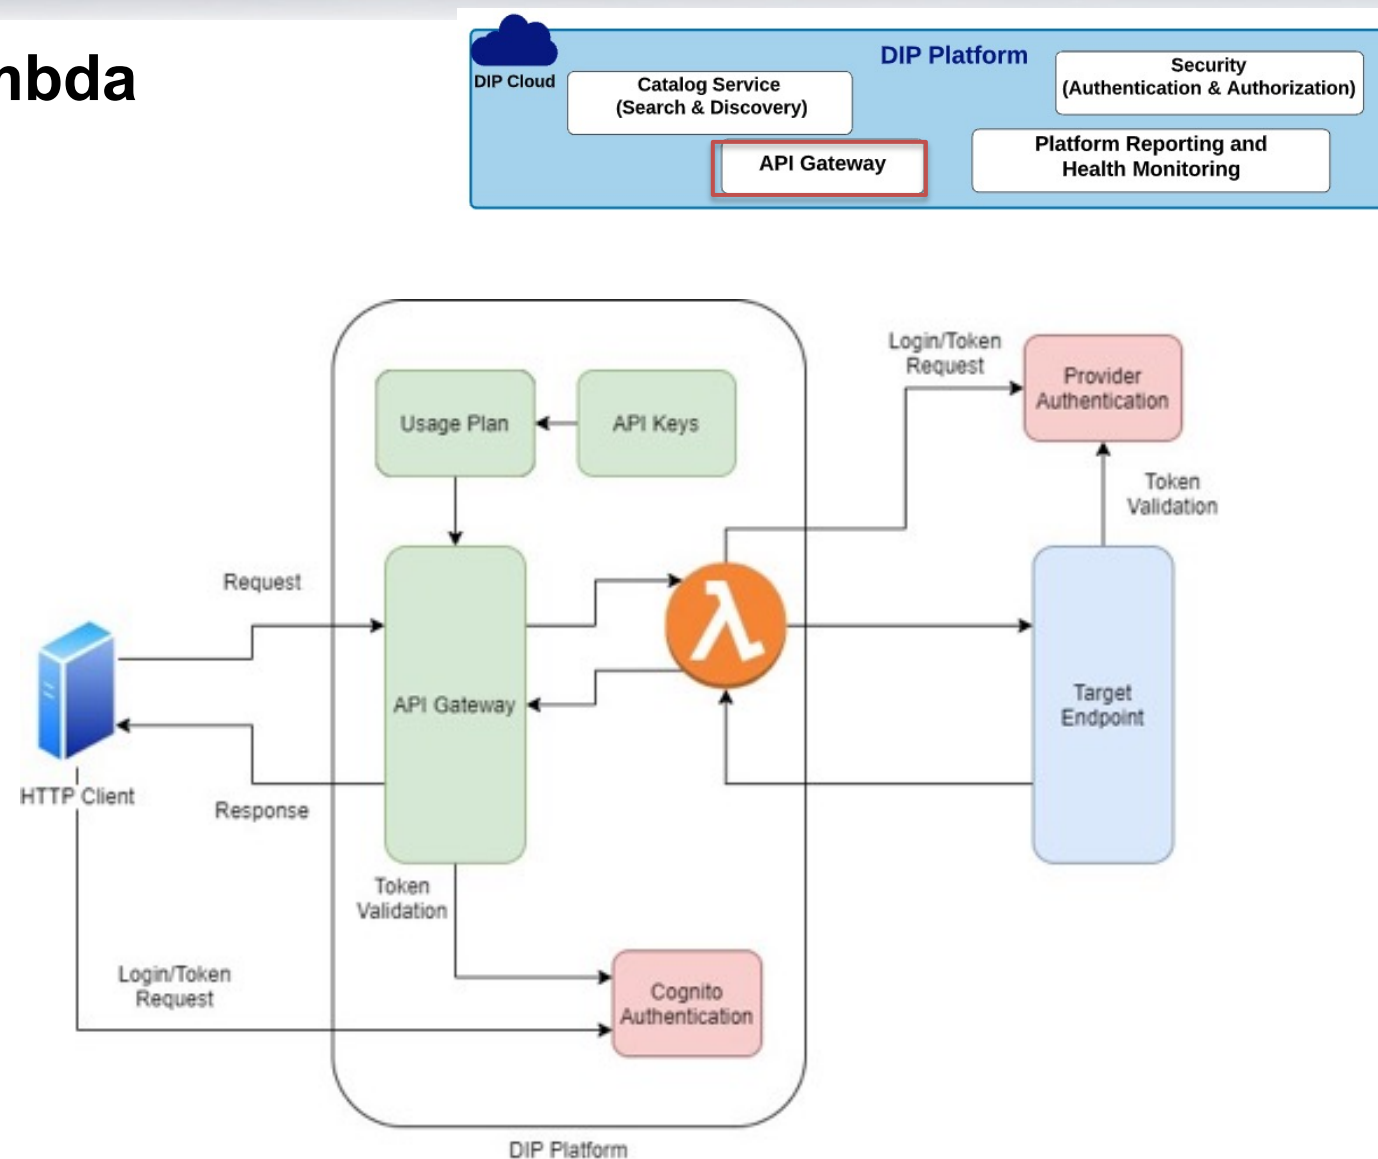 mbda
DIP Platform
DIP Cloud
Catalog Service
(Search & Discovery)
Security
(Authentication & Authorization)
API Gateway
Platform Reporting and
Health Monitoring
Login/Token
Request
Provider
Authentication
Usage Plan
API Keys
Token
Validation
Request
λ
API Gateway
Target
Endpoint
HTTP Client
Response
Token
Validation
Login/Token
Request
Cognito
Authentication
DIP Platform